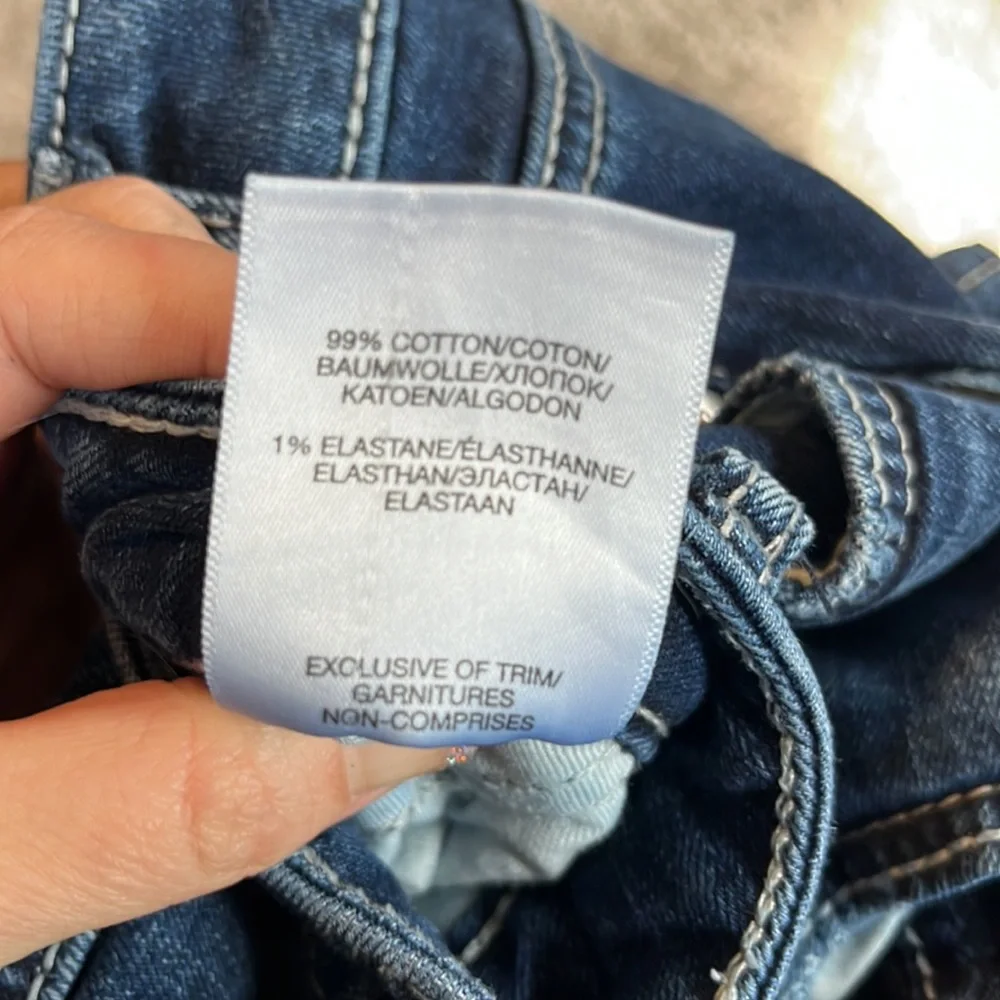 99% COTTON/COTON/
BAUMWOLLE/ХЛОПОК/
KATOEN/ALGODON
1% ELASTANE/ÉLASTHANNE/
ELASTHAN/ЭЛАСТАН/
ELASTAAN
EXCLUSIVE OF TRIM/
GARNITURES
NON-COMPRISES